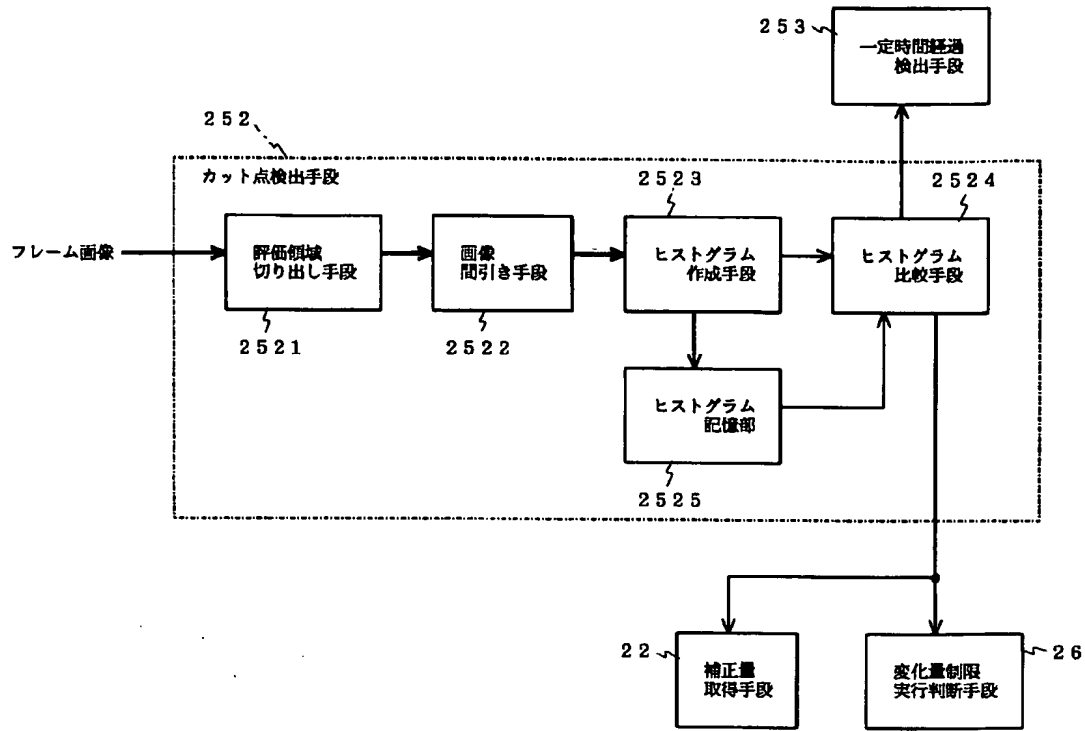 253
一定時間経過
検出手段
252
カット点検出手段
2523
2524
フレーム画像
評価領域
切り出し手段
画像
間引き手段
ヒストグラム
作成手段
ヒストグラム
比較手段
2521
2522
ヒストグラム
記憶部
2525
22
補正量
取得手段
変化量制限
実行判断手段
26